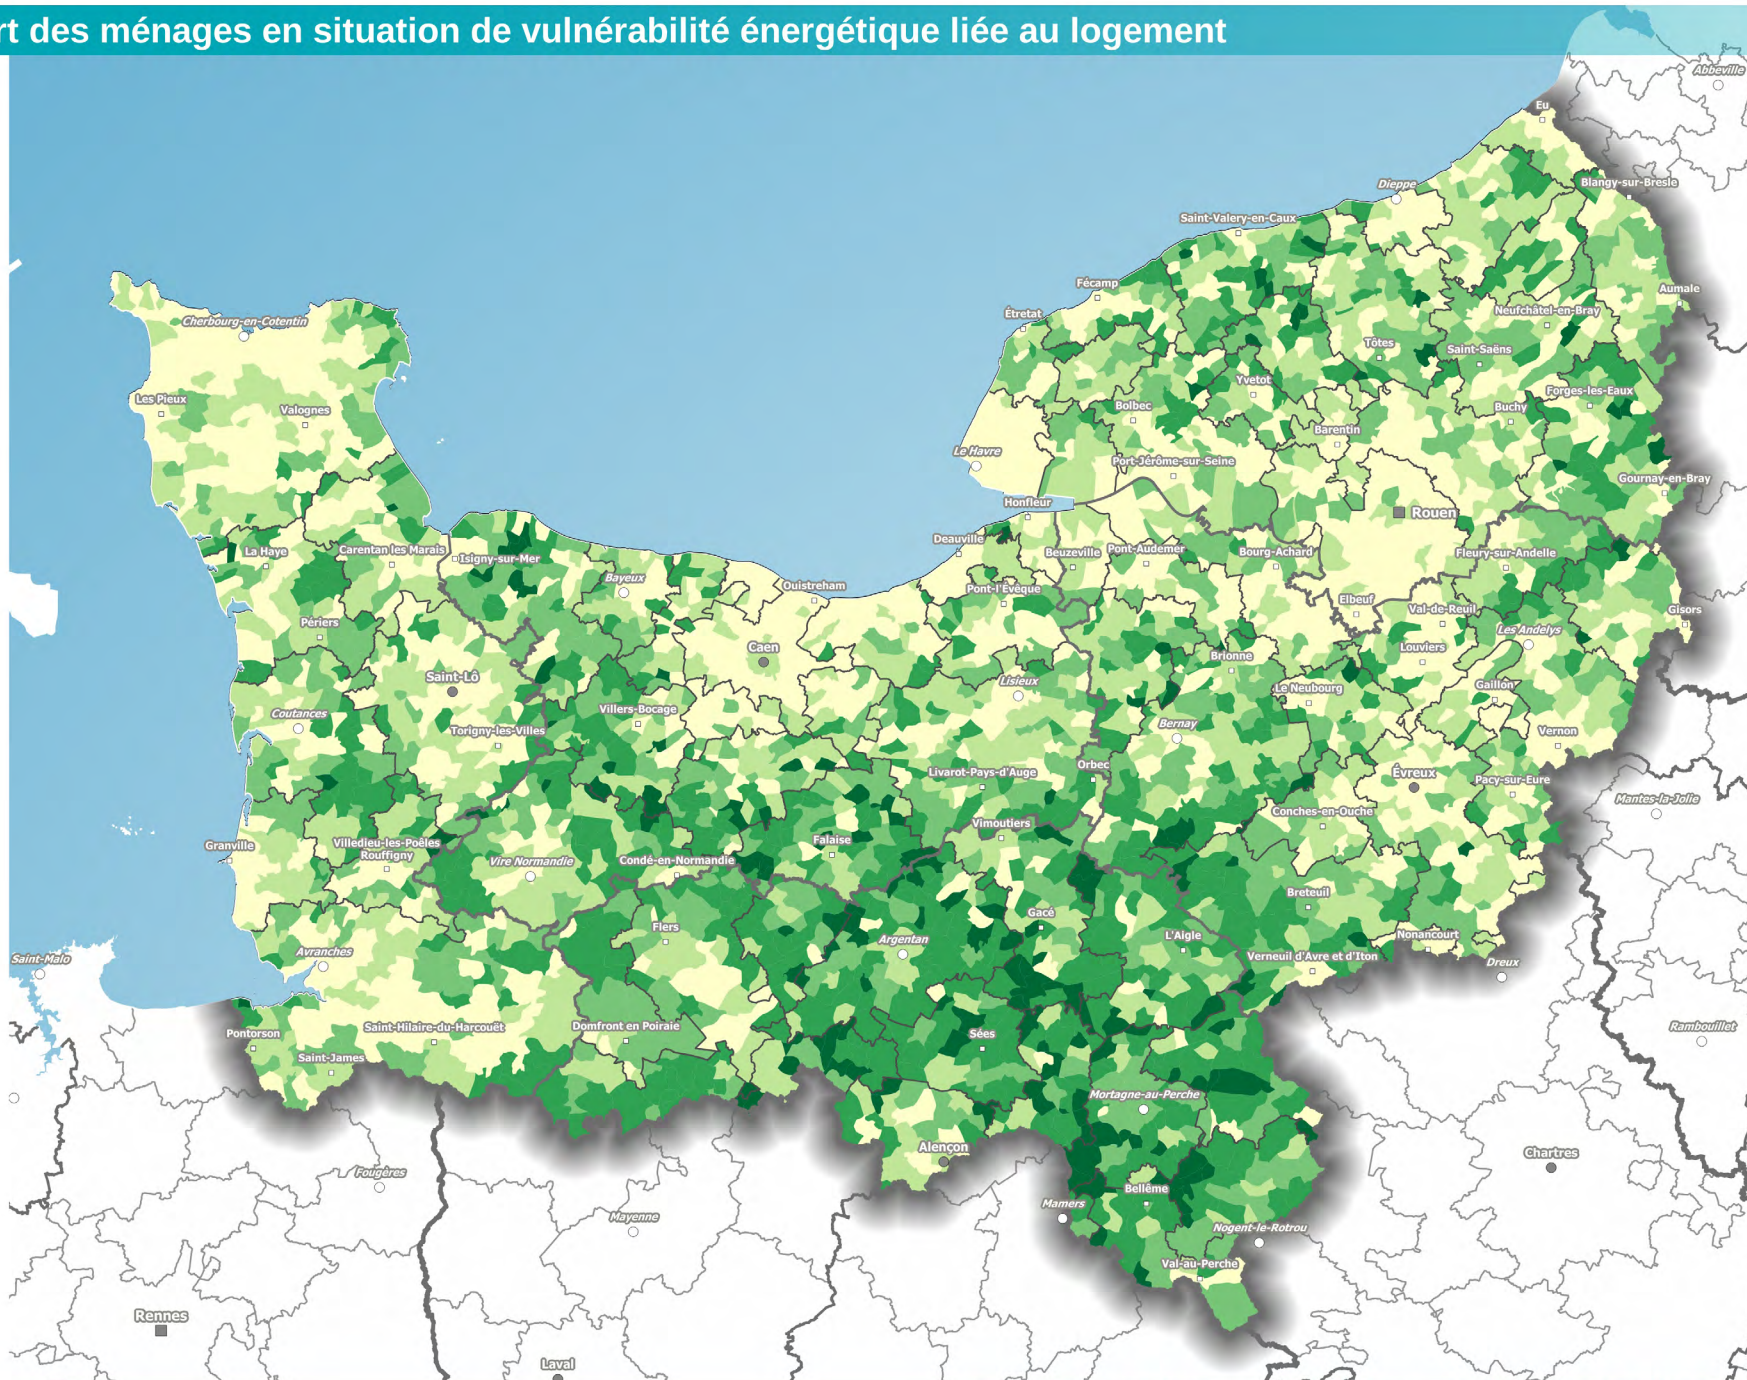 rt des ménages en situation de vulnérabilité énergétique liée au logement
Abbeville
Eu
Blangy-sur-Bresle
Dieppe
Saint-Valery-en-Caux
Fécamp
Aumale
Étretat
Neufchâtel-en-Bray
Cherbourg-en-Cotentin
Tôtes
Saint-Saëns
Yvetot
Forges-les-Eaux
Les Pieux
Valognes
Bolbec
Buchy
Barentin
Le Havre
Port-Jérôme-sur-Seine
Gournay-en-Bray
Honfleur
Rouen
Deauville
La Haye
Carentan les Marais
Isigny-sur-Mer
Beuzeville
Pont-Audemer
Bourg-Achard
Fleury-sur-Andelle
Bayeux
Ouistreham
Pont-l'Évêque
Elbeuf
Val-de-Reuil
Gisors
Périers
Les Andelys
Caen
Louviers
Brionne
Saint-Lô
Lisieux
Le Neubourg
Gaillon
Coutances
Villers-Bocage
Torigny-les-Villes
Bernay
Vernon
Orbec
Livarot-Pays-d'Auge
Évreux
Pacy-sur-Eure
Mantes-la-Jolie
Conches-en-Ouche
Vimoutiers
Granville
Villedieu-les-Poêles
Rouffigny
Falaise
Vire Normandie
Condé-en-Normandie
Breteuil
Gacé
Flers
L'Aigle
Nonancourt
Argentan
Avranches
Verneuil d'Avre et d'Iton
Saint-Malo
Dreux
Pontorson
Saint-Hilaire-du-Harcouët
Domfront en Poiraie
Sées
Rambouillet
Saint-James
Mortagne-au-Perche
Alençon
Chartres
Fougères
Bellême
Mamers
Mayenne
Nogent-le-Rotrou
Val-au-Perche
Rennes
Laval